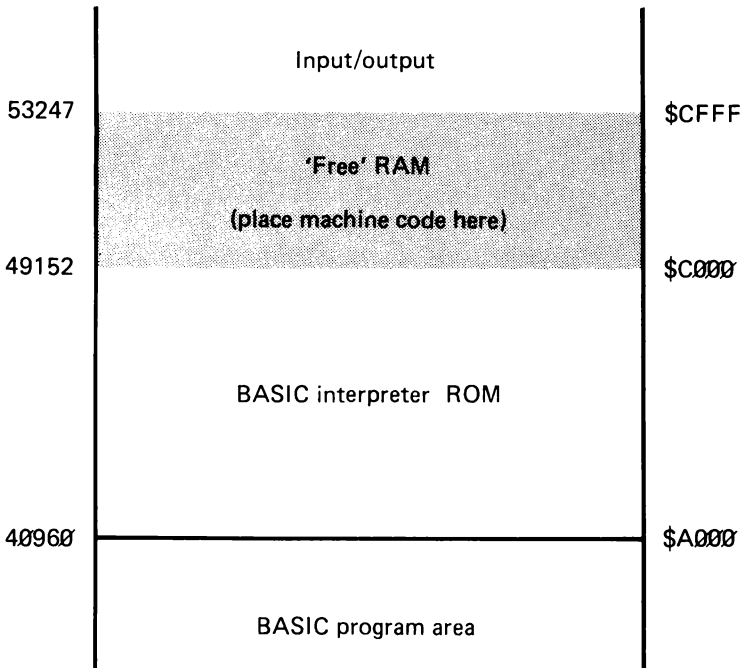 Input/output
53247
$CFFF
'Free' RAM
(place machine code here)
49152
$C000
BASIC interpreter ROM
40960
$A000
BASIC program area